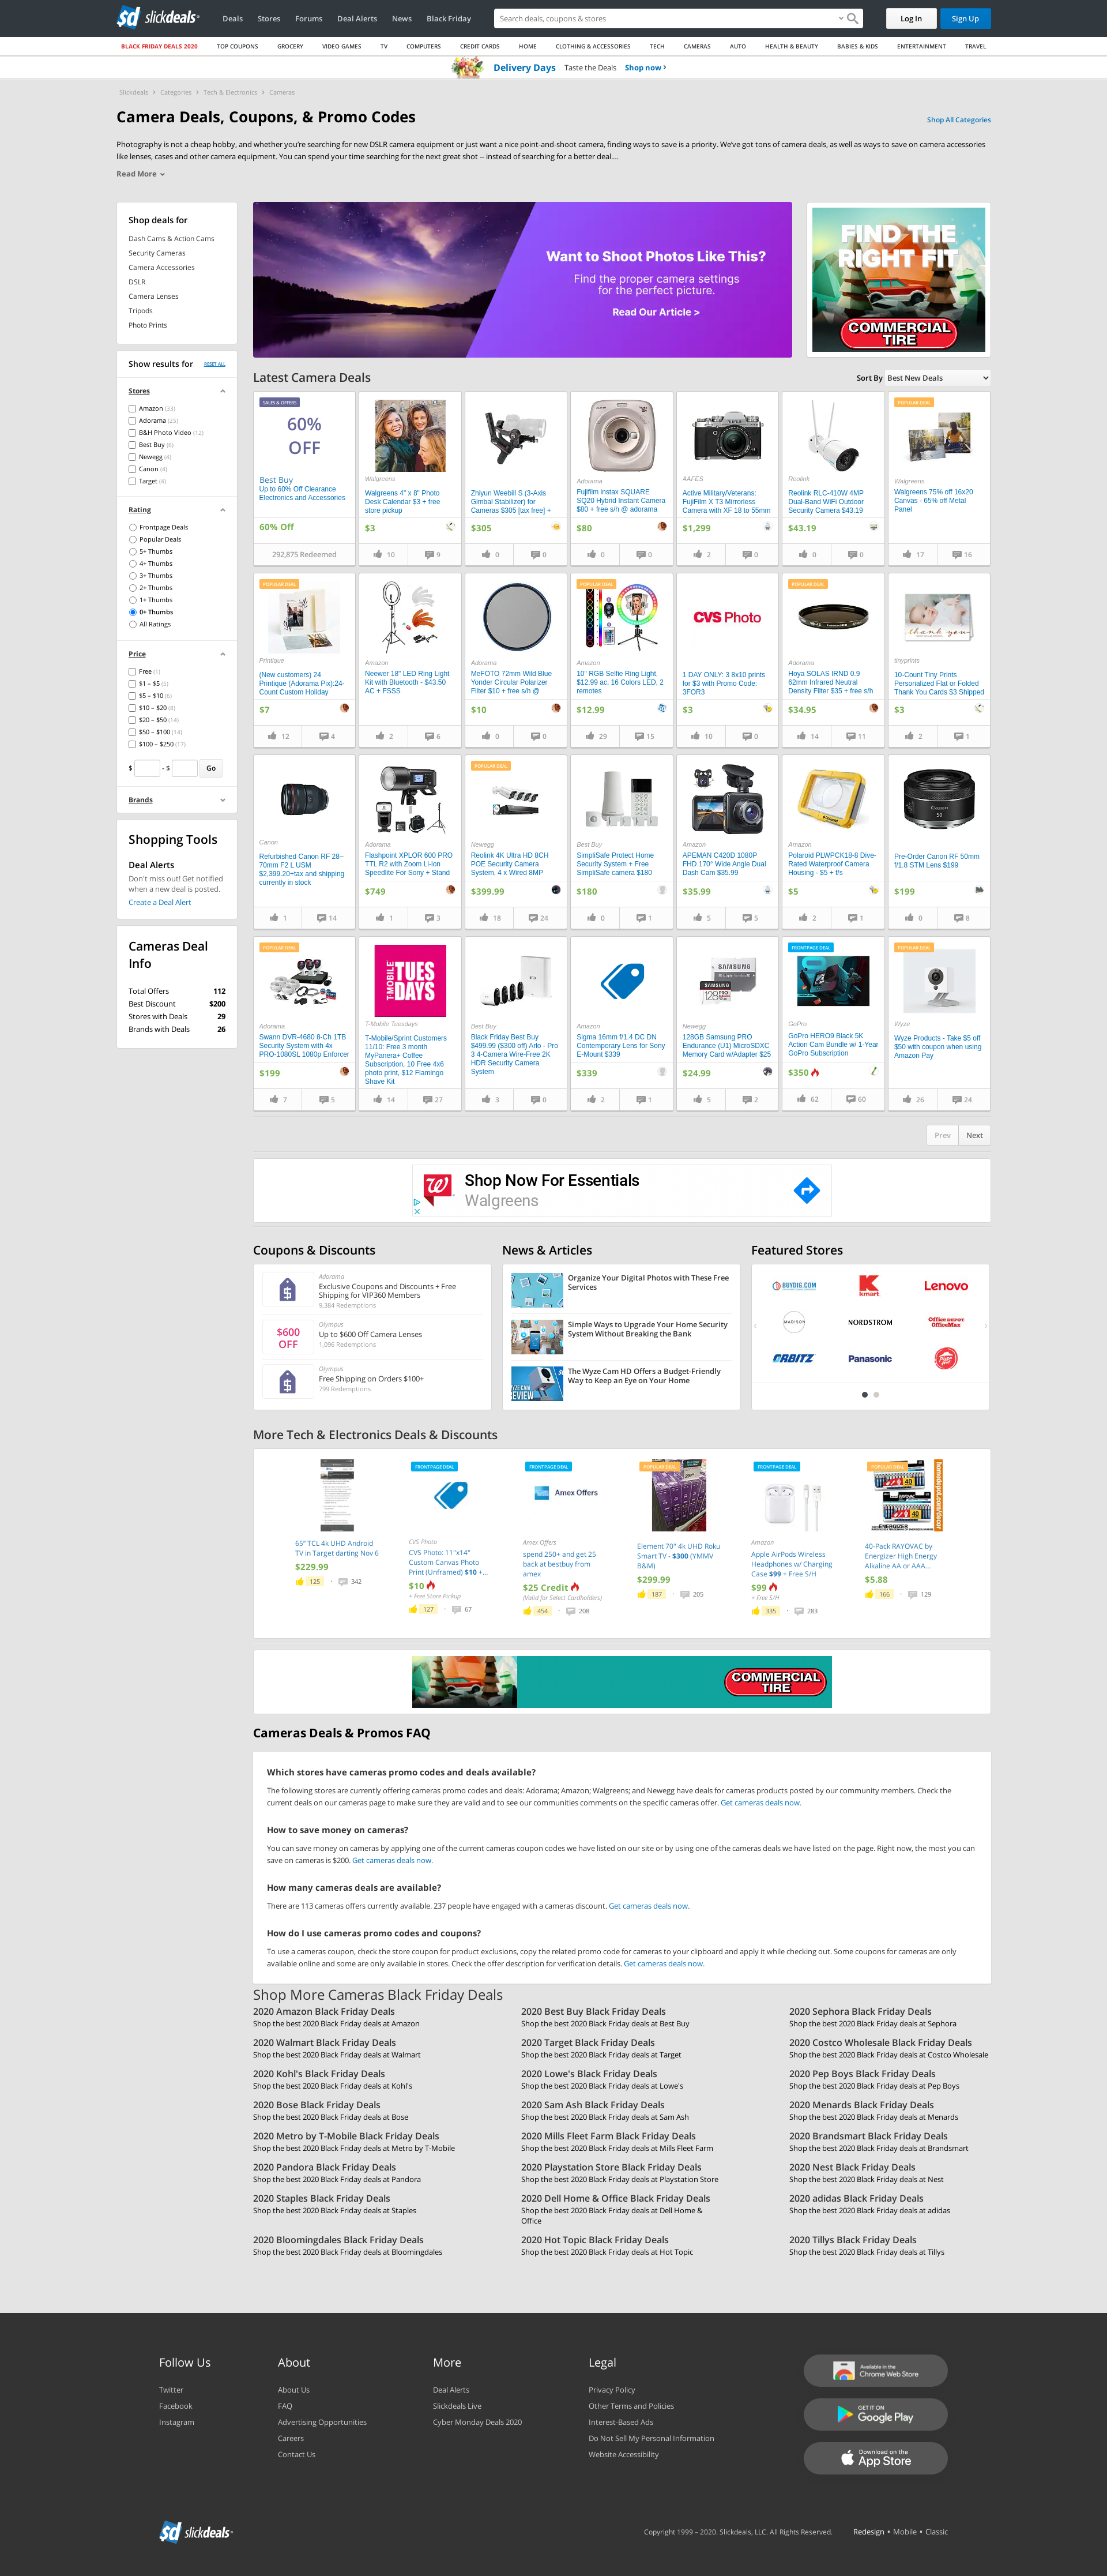 sd slickdeals
Deals
Stores
Forums
Deal Alerts
News
Black Friday
Search deals, coupons & stores
Log In
Sign Up
BLACK FRIDAY DEALS 2020
TOP COUPONS
GROCERY
VIDEO GAMES
TV
COMPUTERS
CREDIT CARDS
HOME
CLOTHING & ACCESSORIES
TECH
CAMERAS
AUTO
HEALTH & BEAUTY
BABIES & KIDS
ENTERTAINMENT
TRAVEL
Delivery Days Taste the Deals Shop now ›
Slickdeals › Categories › Tech & Electronics › Cameras
Camera Deals, Coupons, & Promo Codes
Shop All Categories
Photography is not a cheap hobby, and whether you're searching for new DSLR camera equipment or just want a nice point-and-shoot camera, finding ways to save is a priority. We've got tons of camera deals, as well as ways to save on camera accessories
like lenses, cases and other camera equipment. You can spend your time searching for the next great shot -- instead of searching for a better deal....
Read More
Shop deals for
Dash Cams & Action Cams
Security Cameras
Camera Accessories
DSLR
Camera Lenses
Tripods
Photo Prints
Show results for RESET ALL
Stores
Amazon (33)
Adorama (25)
B&H Photo Video (12)
Best Buy (6)
Newegg (4)
Canon (4)
Target (4)
Rating
Frontpage Deals
Popular Deals
5+ Thumbs
4+ Thumbs
3+ Thumbs
2+ Thumbs
1+ Thumbs
0+ Thumbs
All Ratings
Price
Free (1)
$1 – $5 (5)
$5 – $10 (6)
$10 – $20 (8)
$20 – $50 (14)
$50 – $100 (14)
$100 – $250 (17)
$ - $ Go
Brands
Shopping Tools
Deal Alerts
Don't miss out! Get notified
when a new deal is posted.
Create a Deal Alert
Cameras Deal
Info
Total Offers 112
Best Discount $200
Stores with Deals 29
Brands with Deals 26
Want to Shoot Photos Like This?
Find the proper camera settings
for the perfect picture.
Read Our Article >
FIND THE
RIGHT FIT
COMMERCIAL
TIRE
Latest Camera Deals
Sort By Best New Deals
SALES & OFFERS
60%
OFF
Best Buy
Up to 60% Off Clearance
Electronics and Accessories
60% Off
292,875 Redeemed
Walgreens
Walgreens 4" x 8" Photo
Desk Calendar $3 + free
store pickup
$3
10 9
Zhiyun Weebill S (3-Axis
Gimbal Stabilizer) for
Cameras $305 [tax free] +
$305
0 0
Adorama
Fujifilm instax SQUARE
SQ20 Hybrid Instant Camera
$80 + free s/h @ adorama
$80
0 0
AAFES
Active Military/Veterans:
FujiFilm X T3 Mirrorless
Camera with XF 18 to 55mm
$1,299
2 0
Reolink
Reolink RLC-410W 4MP
Dual-Band WiFi Outdoor
Security Camera $43.19
$43.19
0 0
POPULAR DEAL
Walgreens
Walgreens 75% off 16x20
Canvas - 65% off Metal
Panel
17 16
POPULAR DEAL
Printique
(New customers) 24
Printique (Adorama Pix):24-
Count Custom Holiday
$7
12 4
Amazon
Neewer 18" LED Ring Light
Kit with Bluetooth - $43.50
AC + FSSS
2 6
Adorama
MeFOTO 72mm Wild Blue
Yonder Circular Polarizer
Filter $10 + free s/h @
$10
0 0
POPULAR DEAL
Amazon
10" RGB Selfie Ring Light,
$12.99 ac, 16 Colors LED, 2
remotes
$12.99
29 15
CVS Photo
1 DAY ONLY: 3 8x10 prints
for $3 with Promo Code:
3FOR3
$3
10 0
POPULAR DEAL
Adorama
Hoya SOLAS IRND 0.9
62mm Infrared Neutral
Density Filter $35 + free s/h
$34.95
14 11
tinyprints
10-Count Tiny Prints
Personalized Flat or Folded
Thank You Cards $3 Shipped
$3
2 1
Canon
Refurbished Canon RF 28–
70mm F2 L USM
$2,399.20+tax and shipping
currently in stock
1 14
Adorama
Flashpoint XPLOR 600 PRO
TTL R2 with Zoom Li-ion
Speedlite For Sony + Stand
$749
1 3
POPULAR DEAL
Newegg
Reolink 4K Ultra HD 8CH
POE Security Camera
System, 4 x Wired 8MP
$399.99
18 24
Best Buy
SimpliSafe Protect Home
Security System + Free
SimpliSafe camera $180
$180
0 1
Amazon
APEMAN C420D 1080P
FHD 170° Wide Angle Dual
Dash Cam $35.99
$35.99
5 5
Amazon
Polaroid PLWPCK18-8 Dive-
Rated Waterproof Camera
Housing - $5 + f/s
$5
2 1
Pre-Order Canon RF 50mm
f/1.8 STM Lens $199
$199
0 8
POPULAR DEAL
Adorama
Swann DVR-4680 8-Ch 1TB
Security System with 4x
PRO-1080SL 1080p Enforcer
$199
7 5
T-MOBILE
TUES
DAYS
T-Mobile Tuesdays
T-Mobile/Sprint Customers
11/10: Free 3 month
MyPanera+ Coffee
Subscription, 10 Free 4x6
photo print, $12 Flamingo
Shave Kit
14 27
Best Buy
Black Friday Best Buy
$499.99 ($300 off) Arlo - Pro
3 4-Camera Wire-Free 2K
HDR Security Camera
System
3 0
Amazon
Sigma 16mm f/1.4 DC DN
Contemporary Lens for Sony
E-Mount $339
$339
2 1
Newegg
128GB Samsung PRO
Endurance (U1) MicroSDXC
Memory Card w/Adapter $25
$24.99
5 2
FRONTPAGE DEAL
GoPro
GoPro HERO9 Black 5K
Action Cam Bundle w/ 1-Year
GoPro Subscription
$350
62 60
POPULAR DEAL
Wyze
Wyze Products - Take $5 off
$50 with coupon when using
Amazon Pay
26 24
Prev Next
Shop Now For Essentials
Walgreens
Coupons & Discounts
Adorama
Exclusive Coupons and Discounts + Free
Shipping for VIP360 Members
9,384 Redemptions
$600
OFF
Olympus
Up to $600 Off Camera Lenses
1,096 Redemptions
Olympus
Free Shipping on Orders $100+
799 Redemptions
News & Articles
Organize Your Digital Photos with These Free
Services
Simple Ways to Upgrade Your Home Security
System Without Breaking the Bank
The Wyze Cam HD Offers a Budget-Friendly
Way to Keep an Eye on Your Home
Featured Stores
BUYDIG.COM
kmart
Lenovo
MADISON
NORDSTROM
Office DEPOT
OfficeMax
ORBITZ
Panasonic
More Tech & Electronics Deals & Discounts
65" TCL 4k UHD Android
TV in Target darting Nov 6
$229.99
125 342
FRONTPAGE DEAL
CVS Photo
CVS Photo: 11"x14"
Custom Canvas Photo
Print (Unframed) $10 +...
$10
+ Free Store Pickup
127 67
FRONTPAGE DEAL
Amex Offers
Amex Offers
spend 250+ and get 25
back at bestbuy from
amex
$25 Credit
(Valid for Select Cardholders)
454 208
POPULAR DEAL
Element 70" 4k UHD Roku
Smart TV - $300 (YMMV
B&M)
$299.99
187 205
FRONTPAGE DEAL
Amazon
Apple AirPods Wireless
Headphones w/ Charging
Case $99 + Free S/H
$99
+ Free S/H
335 283
POPULAR DEAL
40-Pack RAYOVAC by
Energizer High Energy
Alkaline AA or AAA...
$5.88
166 129
COMMERCIAL
TIRE
Cameras Deals & Promos FAQ
Which stores have cameras promo codes and deals available?
The following stores are currently offering cameras promo codes and deals: Adorama; Amazon; Walgreens; and Newegg have deals for cameras products posted by our community members. Check the
current deals on our cameras page to make sure they are valid and to see our communities comments on the specific cameras offer. Get cameras deals now.
How to save money on cameras?
You can save money on cameras by applying one of the current cameras coupon codes we have listed on our site or by using one of the cameras deals we have listed on the page. Right now, the most you can
save on cameras is $200. Get cameras deals now.
How many cameras deals are available?
There are 113 cameras offers currently available. 237 people have engaged with a cameras discount. Get cameras deals now.
How do I use cameras promo codes and coupons?
To use a cameras coupon, check the store coupon for product exclusions, copy the related promo code for cameras to your clipboard and apply it while checking out. Some coupons for cameras are only
available online and some are only available in stores. Check the offer description for verification details. Get cameras deals now.
Shop More Cameras Black Friday Deals
2020 Amazon Black Friday Deals
Shop the best 2020 Black Friday deals at Amazon
2020 Best Buy Black Friday Deals
Shop the best 2020 Black Friday deals at Best Buy
2020 Sephora Black Friday Deals
Shop the best 2020 Black Friday deals at Sephora
2020 Walmart Black Friday Deals
Shop the best 2020 Black Friday deals at Walmart
2020 Target Black Friday Deals
Shop the best 2020 Black Friday deals at Target
2020 Costco Wholesale Black Friday Deals
Shop the best 2020 Black Friday deals at Costco Wholesale
2020 Kohl's Black Friday Deals
Shop the best 2020 Black Friday deals at Kohl's
2020 Lowe's Black Friday Deals
Shop the best 2020 Black Friday deals at Lowe's
2020 Pep Boys Black Friday Deals
Shop the best 2020 Black Friday deals at Pep Boys
2020 Bose Black Friday Deals
Shop the best 2020 Black Friday deals at Bose
2020 Sam Ash Black Friday Deals
Shop the best 2020 Black Friday deals at Sam Ash
2020 Menards Black Friday Deals
Shop the best 2020 Black Friday deals at Menards
2020 Metro by T-Mobile Black Friday Deals
Shop the best 2020 Black Friday deals at Metro by T-Mobile
2020 Mills Fleet Farm Black Friday Deals
Shop the best 2020 Black Friday deals at Mills Fleet Farm
2020 Brandsmart Black Friday Deals
Shop the best 2020 Black Friday deals at Brandsmart
2020 Pandora Black Friday Deals
Shop the best 2020 Black Friday deals at Pandora
2020 Playstation Store Black Friday Deals
Shop the best 2020 Black Friday deals at Playstation Store
2020 Nest Black Friday Deals
Shop the best 2020 Black Friday deals at Nest
2020 Staples Black Friday Deals
Shop the best 2020 Black Friday deals at Staples
2020 Dell Home & Office Black Friday Deals
Shop the best 2020 Black Friday deals at Dell Home &
Office
2020 adidas Black Friday Deals
Shop the best 2020 Black Friday deals at adidas
2020 Bloomingdales Black Friday Deals
Shop the best 2020 Black Friday deals at Bloomingdales
2020 Hot Topic Black Friday Deals
Shop the best 2020 Black Friday deals at Hot Topic
2020 Tillys Black Friday Deals
Shop the best 2020 Black Friday deals at Tillys
Follow Us
Twitter
Facebook
Instagram
About
About Us
FAQ
Advertising Opportunities
Careers
Contact Us
More
Deal Alerts
Slickdeals Live
Cyber Monday Deals 2020
Legal
Privacy Policy
Other Terms and Policies
Interest-Based Ads
Do Not Sell My Personal Information
Website Accessibility
Available in the
Chrome Web Store
GET IT ON
Google Play
Download on the
App Store
sd slickdeals
Copyright 1999 – 2020. Slickdeals, LLC. All Rights Reserved.
Redesign • Mobile • Classic